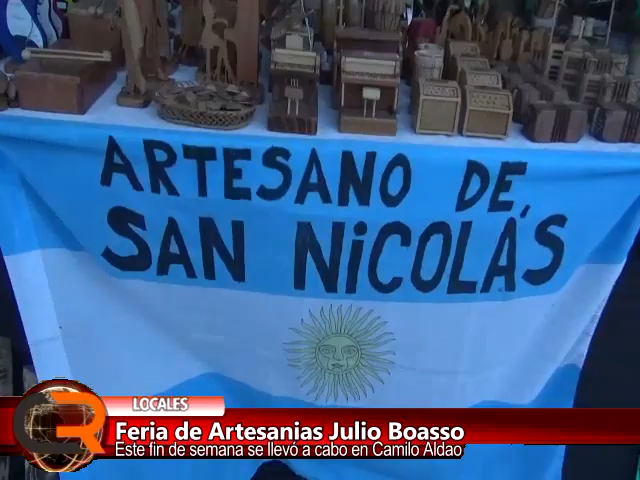 ARTESANO DE
SAN NiCOLÁS
LOCALES
Feria de Artesanias Julio Boasso
Este fin de semana se llevó a cabo en Camilo Aldao